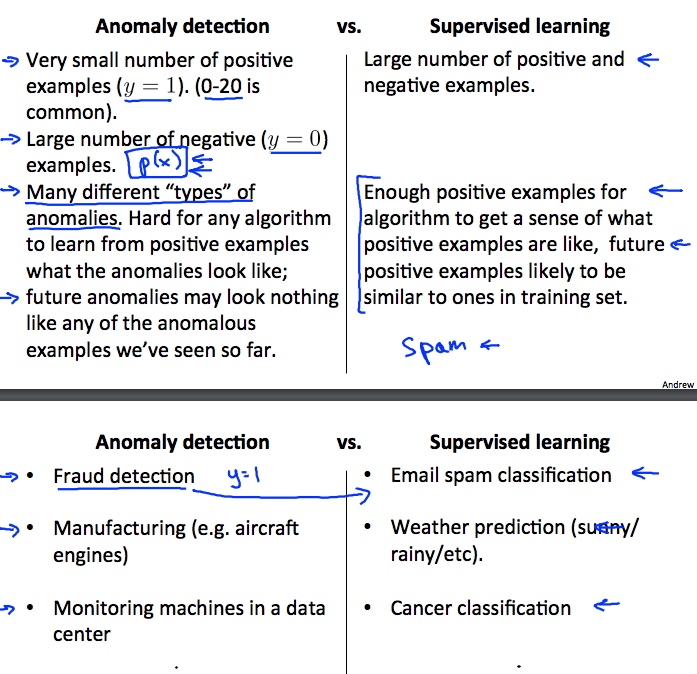 Anomaly detection vs. Supervised learning
Very small number of positive
examples (y = 1). (0-20 is
common).
Large number of negative (y = 0)
examples. p(x)
Many different “types” of
anomalies. Hard for any algorithm
to learn from positive examples
what the anomalies look like;
future anomalies may look nothing
like any of the anomalous
examples we’ve seen so far.
Large number of positive and
negative examples.
Enough positive examples for
algorithm to get a sense of what
positive examples are like, future
positive examples likely to be
similar to ones in training set.
Spam
Andrew
Anomaly detection vs. Supervised learning
• Fraud detection y=1
• Manufacturing (e.g. aircraft
engines)
• Monitoring machines in a data
center
• Email spam classification
• Weather prediction (sunny/
rainy/etc).
• Cancer classification